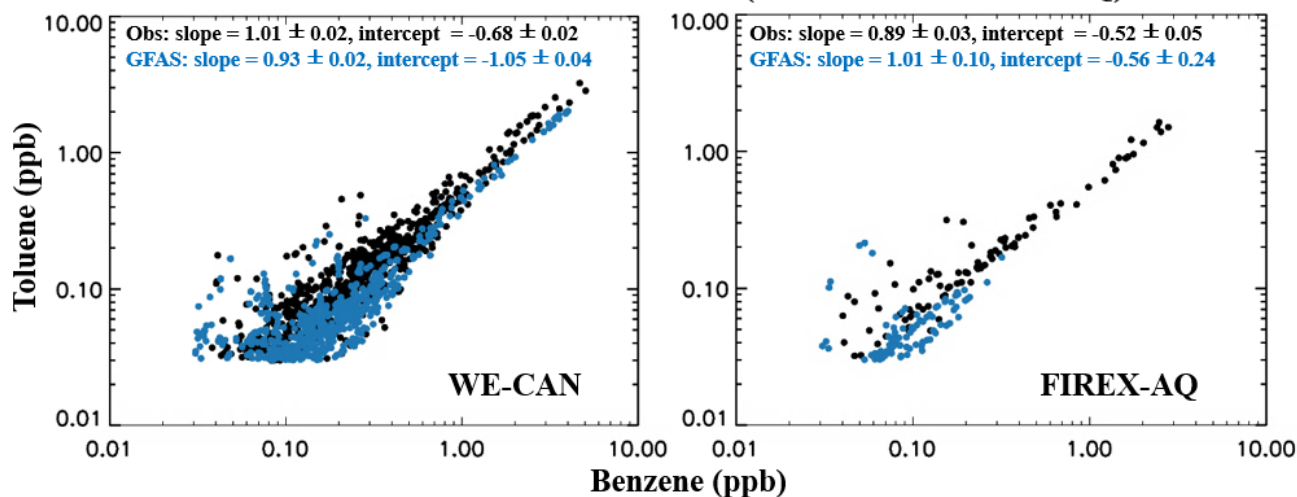 Obs: slope = 1.01 ± 0.02, intercept = -0.68 ± 0.02
GFAS: slope = 0.93 ± 0.02, intercept = -1.05 ± 0.04
10.00
1.00
0.10
0.01
0.01 0.10 1.00 10.00
WE-CAN
Toluene (ppb)
Obs: slope = 0.89 ± 0.03, intercept = -0.52 ± 0.05
GFAS: slope = 1.01 ± 0.10, intercept = -0.56 ± 0.24
10.00
1.00
0.10
0.01
0.01 0.10 1.00 10.00
FIREX-AQ
Benzene (ppb)